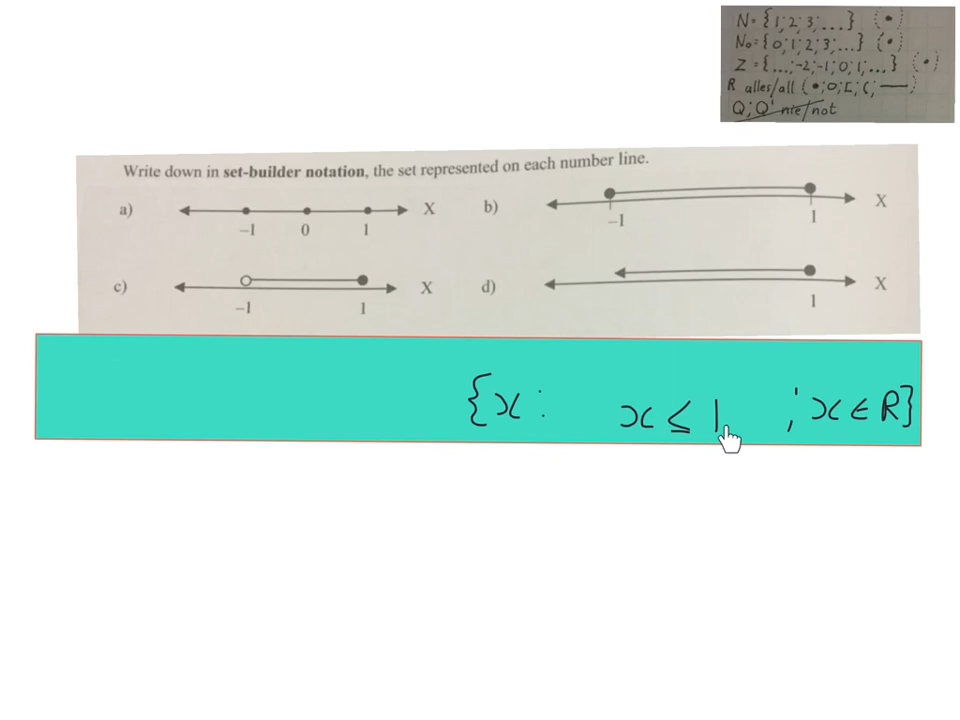 N = {1; 2; 3; ...} (•)
N₀ = {0; 1; 2; 3; ...} (•)
Z = {...; -2; -1; 0; 1; ...} (•)
R alles/all (•; o; [; (; —)
Q; Q' nie/not
Write down in set-builder notation, the set represented on each number line.
a) -1 0 1 X
b) -1 1 X
c) -1 1 X
d) 1 X
{x : x ≤ 1 ; x ∈ R}